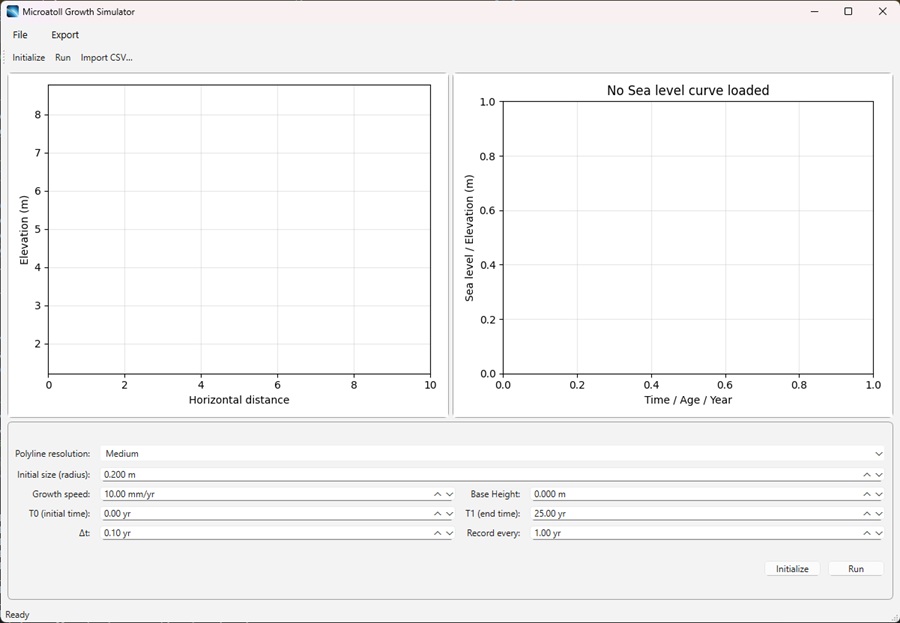 Microatoll Growth Simulator
File Export
Initialize Run Import CSV...
No Sea level curve loaded
Elevation (m)
8
7
6
5
4
3
2
0 2 4 6 8 10
Horizontal distance
Sea level / Elevation (m)
1.0
0.8
0.6
0.4
0.2
0.0
0.0 0.2 0.4 0.6 0.8 1.0
Time / Age / Year
Polyline resolution: Medium
Initial size (radius): 0.200 m
Growth speed: 10.00 mm/yr Base Height: 0.000 m
T0 (initial time): 0.00 yr T1 (end time): 25.00 yr
Δt: 0.10 yr Record every: 1.00 yr
Initialize Run
Ready